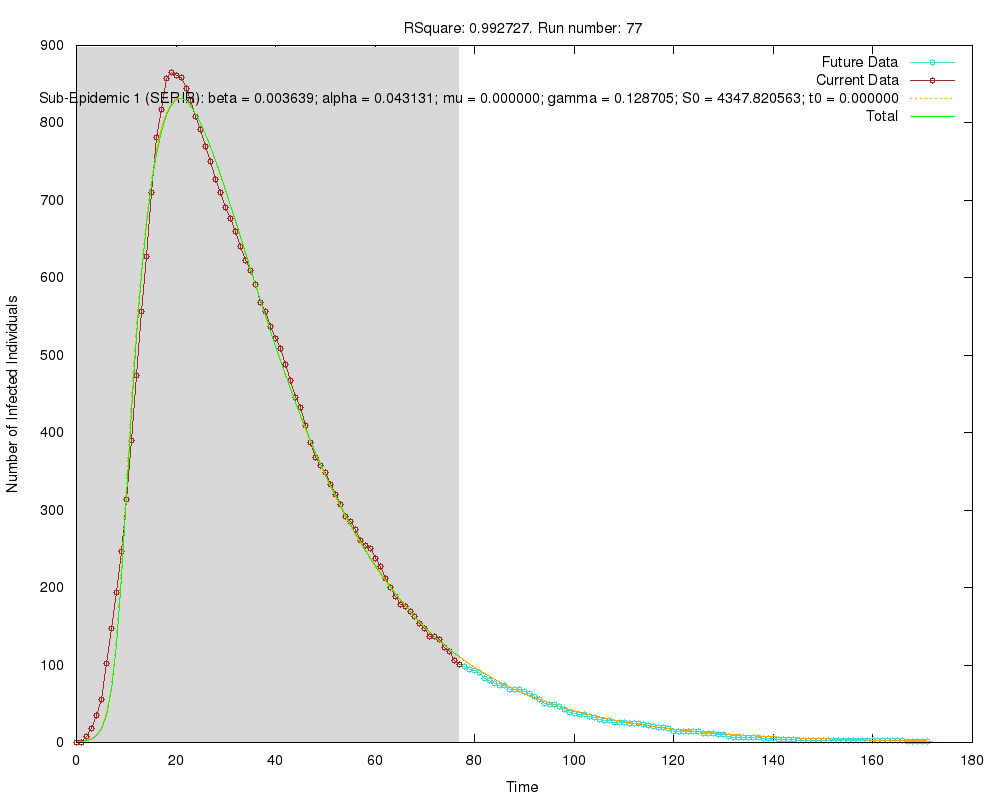 RSquare: 0.992727. Run number: 77
900
800
700
600
500
400
300
200
100
0
Number of Infected Individuals
Future Data
Current Data
Sub-Epidemic 1 (SEPIR): beta = 0.003639; alpha = 0.043131; mu = 0.000000; gamma = 0.128705; S0 = 4347.820563; t0 = 0.000000
Total
0 20 40 60 80 100 120 140 160 180
Time